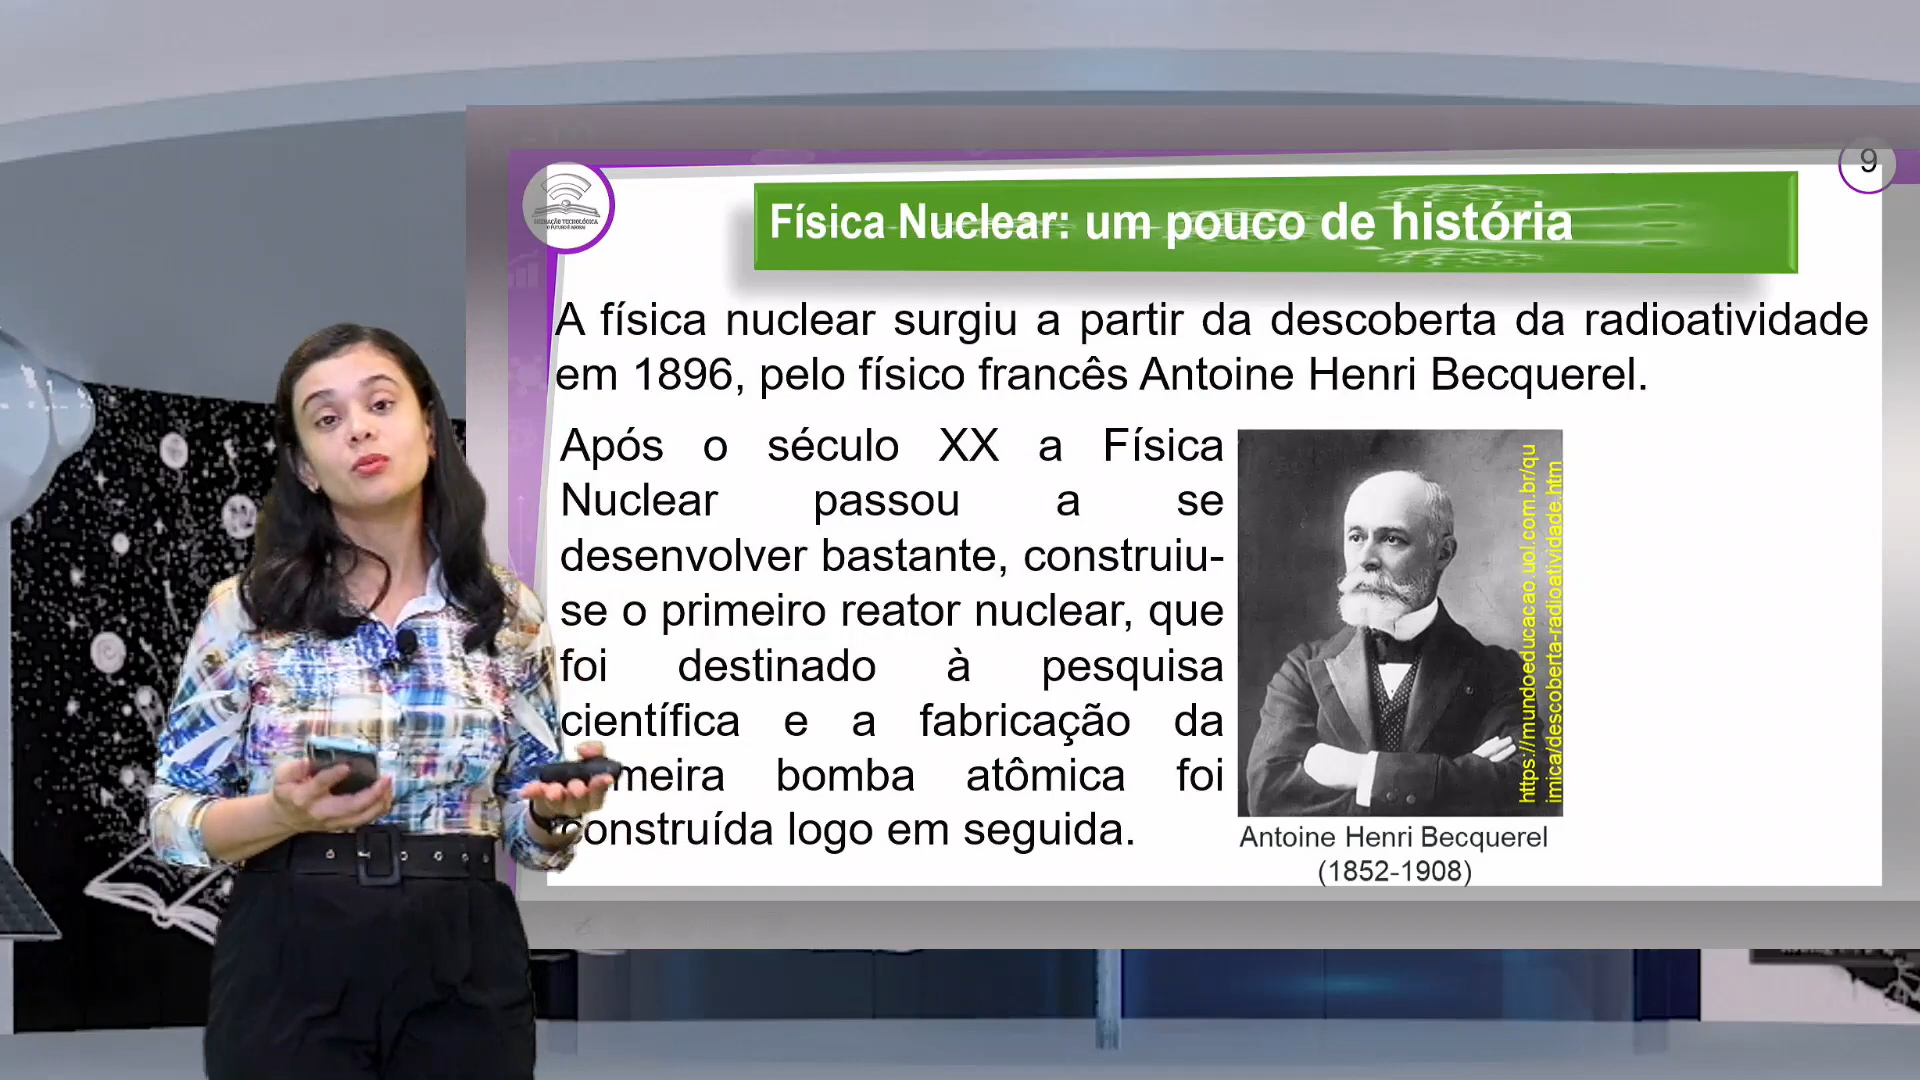 9
Física Nuclear: um pouco de história
A física nuclear surgiu a partir da descoberta da radioatividade
em 1896, pelo físico francês Antoine Henri Becquerel.
Após o século XX a Física
Nuclear passou a se
desenvolver bastante, construiu-
se o primeiro reator nuclear, que
foi destinado à pesquisa
científica e a fabricação da
meira bomba atômica foi
construída logo em seguida.
https://mundoeducacao.uol.com.br/qu
imica/descoberta-radioatividade.htm
Antoine Henri Becquerel
(1852-1908)